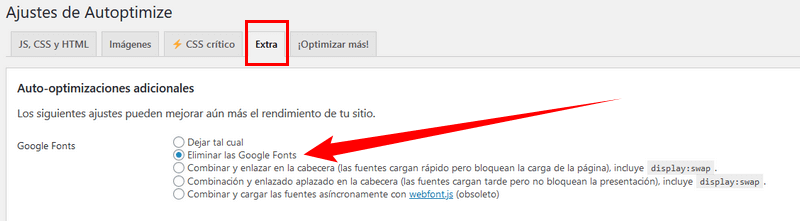 Ajustes de Autoptimize
JS, CSS y HTML Imágenes ⚡ CSS crítico Extra ¡Optimizar más!
Auto-optimizaciones adicionales
Los siguientes ajustes pueden mejorar aún más el rendimiento de tu sitio.
Google Fonts Dejar tal cual
Eliminar las Google Fonts
Combinar y enlazar en la cabecera (las fuentes cargan rápido pero bloquean la carga de la página), incluye display:swap .
Combinación y enlazado aplazado en la cabecera (las fuentes cargan tarde pero no bloquean la presentación), incluye display:swap .
Combinar y cargar las fuentes asíncronamente con webfont.js (obsoleto)